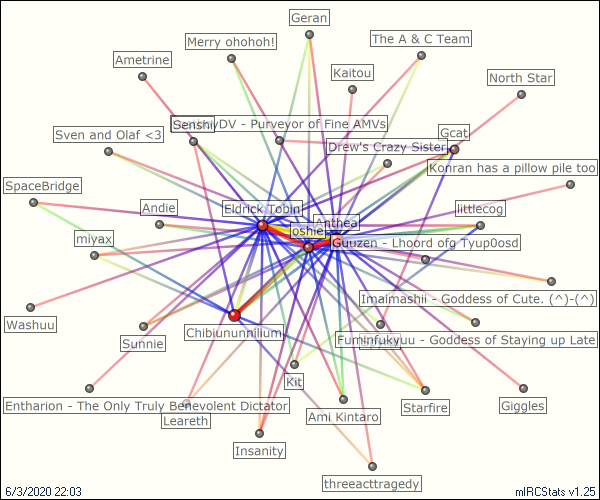 Geran
Merry ohohoh!
The A & C Team
Ametrine
Kaitou
North Star
SenshiyDV - Purveyor of Fine AMVs
Sven and Olaf <3
Gcat
Drew's Crazy Sister
Konran has a pillow pile too
SpaceBridge
Andie
Eldrick Tobin
Anthea
littlecog
oshie
miyax
Guuzen - Lhoord ofg Tyup0osd
Imaimashii - Goddess of Cute. (^)-(^)
Washuu
Sunnie
Chibiununnilium
Fuminfukyuu - Goddess of Staying up Late
Kit
Entharion - The Only Truly Benevolent Dictator
Leareth
Ami Kintaro
Starfire
Giggles
Insanity
threeacttragedy
6/3/2020 22:03
mIRCStats v1.25